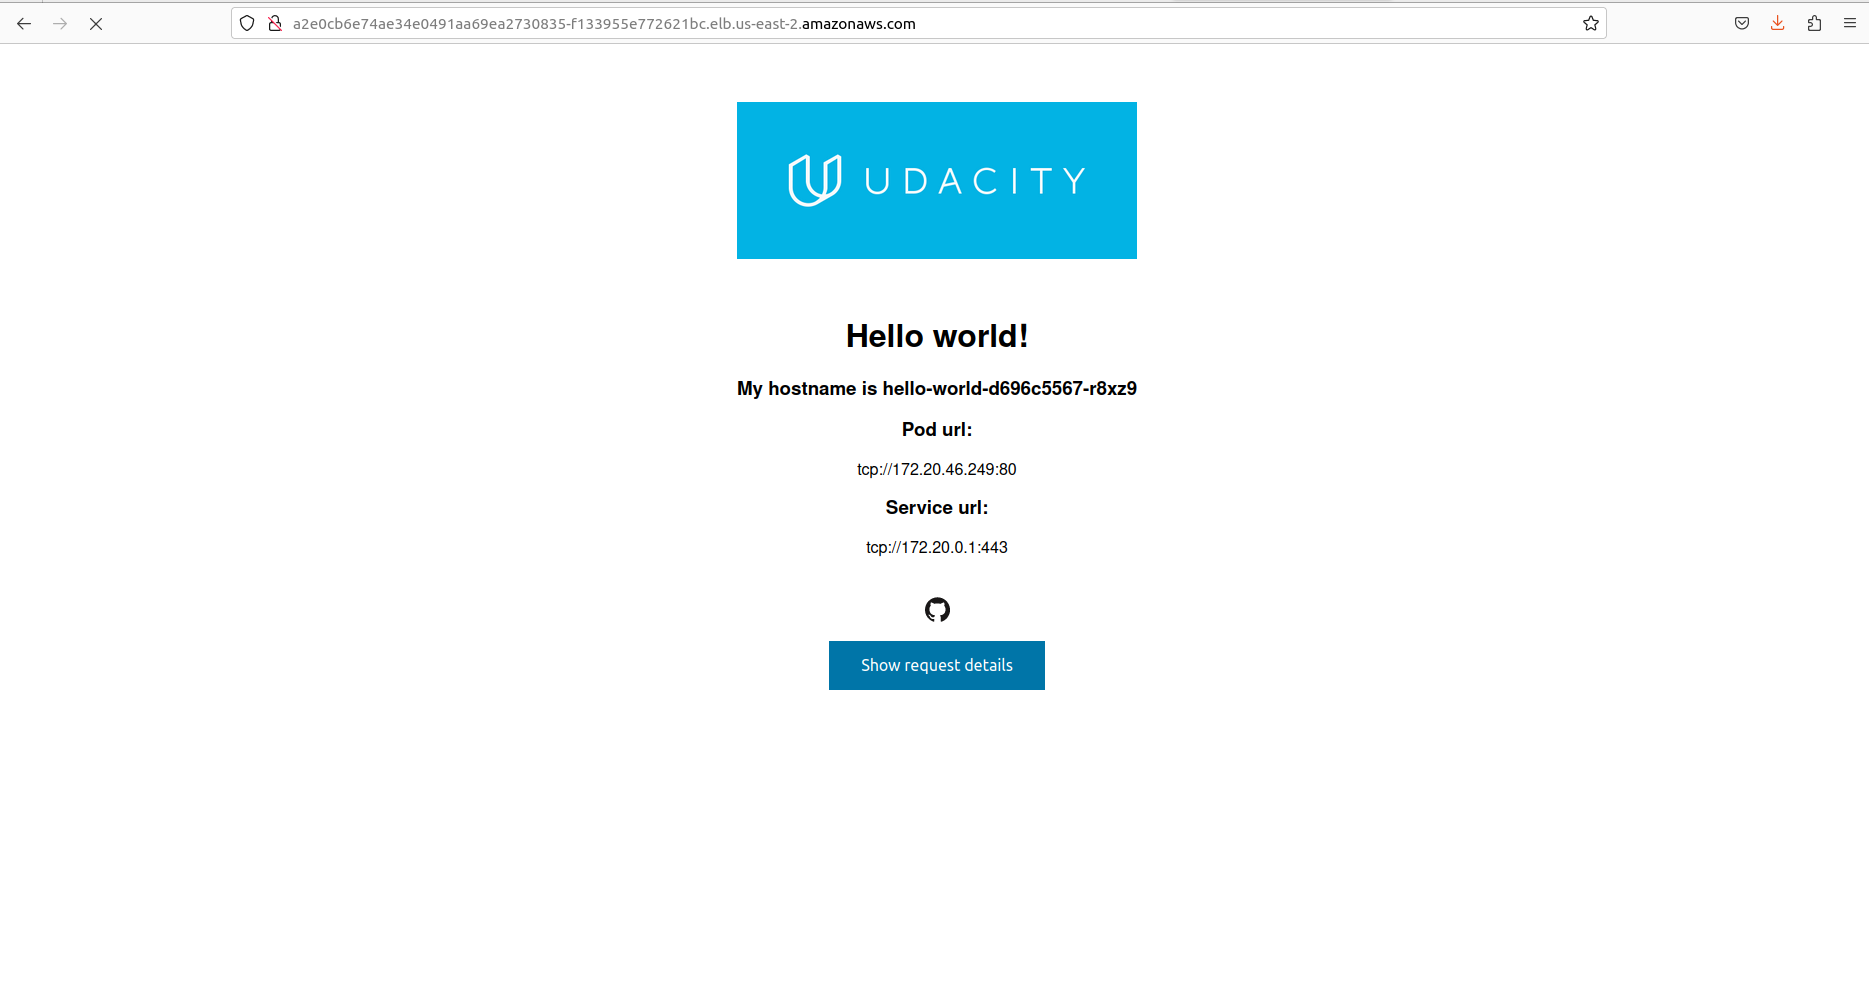 a2e0cb6e74ae34e0491aa69ea2730835-f133955e772621bc.elb.us-east-2.amazonaws.com
UDACITY
Hello world!
My hostname is hello-world-d696c5567-r8xz9
Pod url:
tcp://172.20.46.249:80
Service url:
tcp://172.20.0.1:443
Show request details